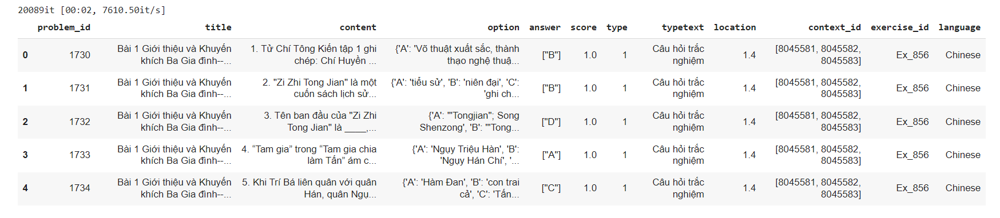 20089it [00:02, 7610.50it/s]
problem_id title content option answer score type typetext location context_id exercise_id language
0 1730 Bài 1 Giới thiệu và Khuyến khích Ba Gia đình--... 1. Tử Chí Tông Kiến tập 1 ghi chép: Chí Huyền ... {'A': 'Võ thuật xuất sắc, thành thạo nghệ thuậ... ["B"] 1.0 1 Câu hỏi trắc nghiệm 1.4 [8045581, 8045582, 8045583] Ex_856 Chinese
1 1731 Bài 1 Giới thiệu và Khuyến khích Ba Gia đình--... 2. "Zi Zhi Tong Jian" là một cuốn sách lịch sử... {'A': 'tiểu sử', 'B': 'niên đại', 'C': 'ghi ch... ["B"] 1.0 1 Câu hỏi trắc nghiệm 1.4 [8045581, 8045582, 8045583] Ex_856 Chinese
2 1732 Bài 1 Giới thiệu và Khuyến khích Ba Gia đình--... 3. Tên ban đầu của "Zi Zhi Tong Jian" là ____,... {'A': '"Tongjian"; Song Shenzong', 'B': '"Tong... ["D"] 1.0 1 Câu hỏi trắc nghiệm 1.4 [8045581, 8045582, 8045583] Ex_856 Chinese
3 1733 Bài 1 Giới thiệu và Khuyến khích Ba Gia đình--... 4. “Tam gia” trong “Tam gia chia làm Tấn” ám c... {'A': 'Ngụy Triệu Hàn', 'B': 'Ngụy Hán Chí', '... ["A"] 1.0 1 Câu hỏi trắc nghiệm 1.4 [8045581, 8045582, 8045583] Ex_856 Chinese
4 1734 Bài 1 Giới thiệu và Khuyến khích Ba Gia đình--... 5. Khi Trí Bá liên quân với quân Hán, quân Ngụ... {'A': 'Hàm Đan', 'B': 'con trai cả', 'C': 'Tấn... ["C"] 1.0 1 Câu hỏi trắc nghiệm 1.4 [8045581, 8045582, 8045583] Ex_856 Chinese